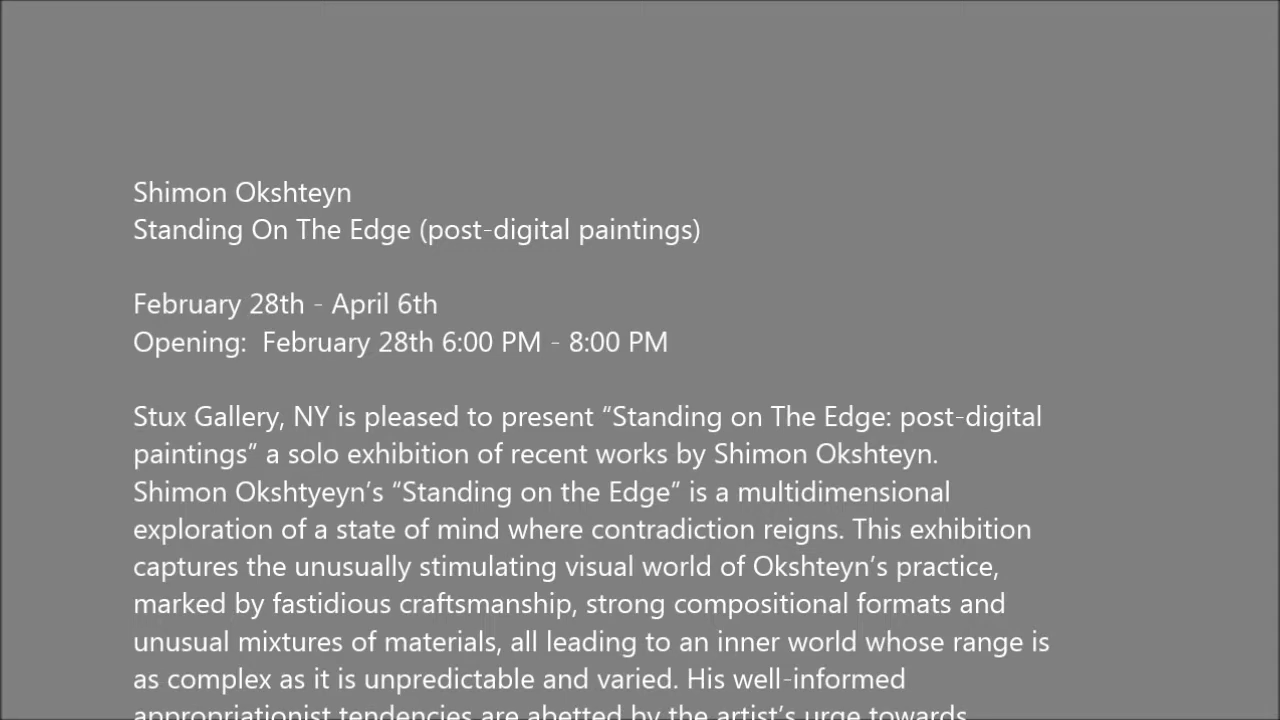 Shimon Okshteyn
Standing On The Edge (post-digital paintings)
February 28th - April 6th
Opening:  February 28th 6:00 PM - 8:00 PM
Stux Gallery, NY is pleased to present “Standing on The Edge: post-digital
paintings” a solo exhibition of recent works by Shimon Okshteyn.
Shimon Okshtyeyn’s “Standing on the Edge” is a multidimensional
exploration of a state of mind where contradiction reigns. This exhibition
captures the unusually stimulating visual world of Okshteyn’s practice,
marked by fastidious craftsmanship, strong compositional formats and
unusual mixtures of materials, all leading to an inner world whose range is
as complex as it is unpredictable and varied. His well-informed
appropriationist tendencies are abetted by the artist’s urge towards